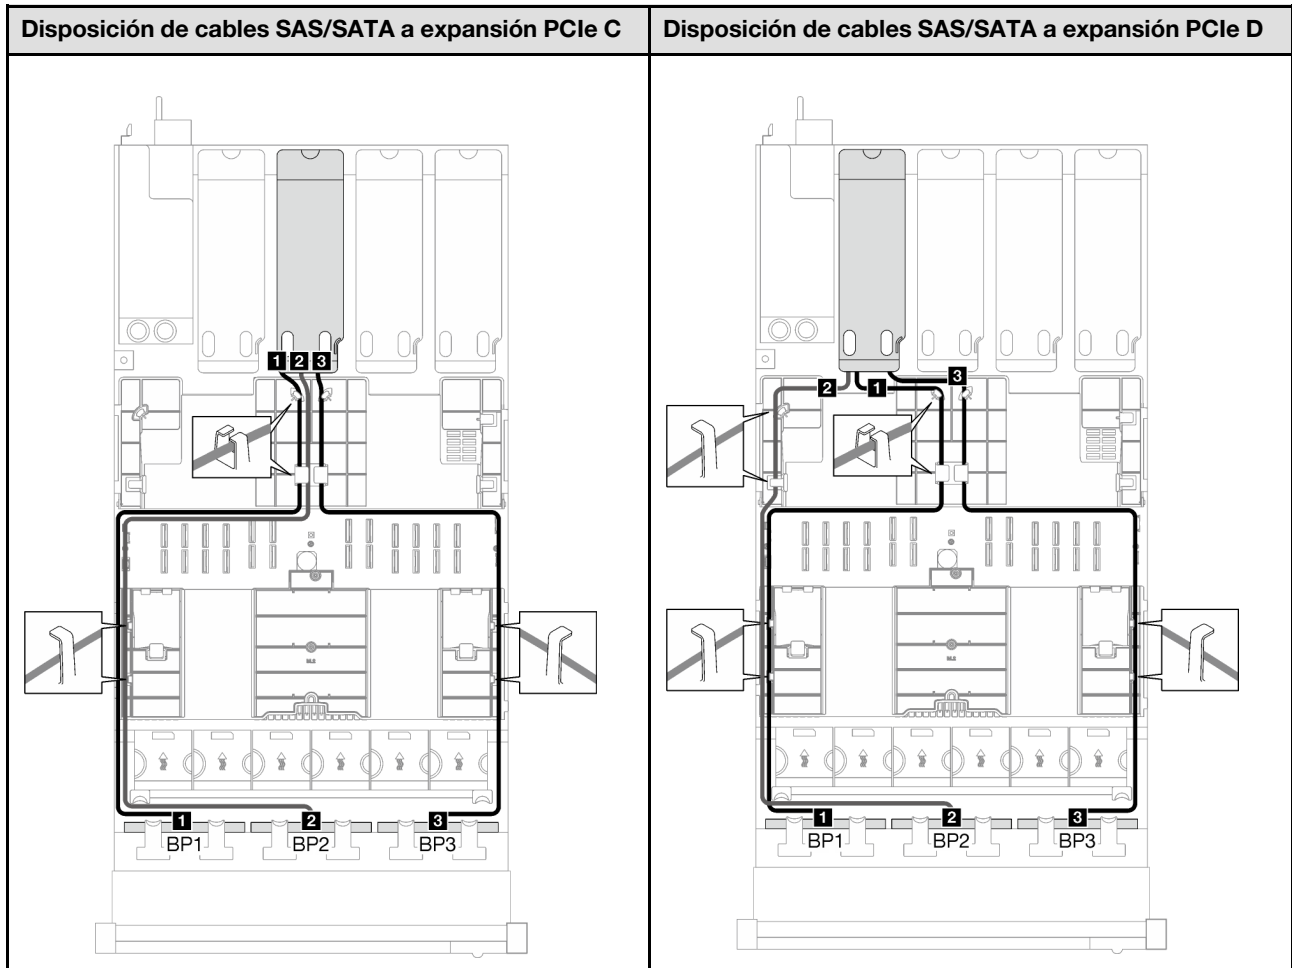 Disposición de cables SAS/SATA a expansión PCIe C
Disposición de cables SAS/SATA a expansión PCIe D
1 2 3
1 2 3
BP1 BP2 BP3
2 1 3
1 2 3
BP1 BP2 BP3